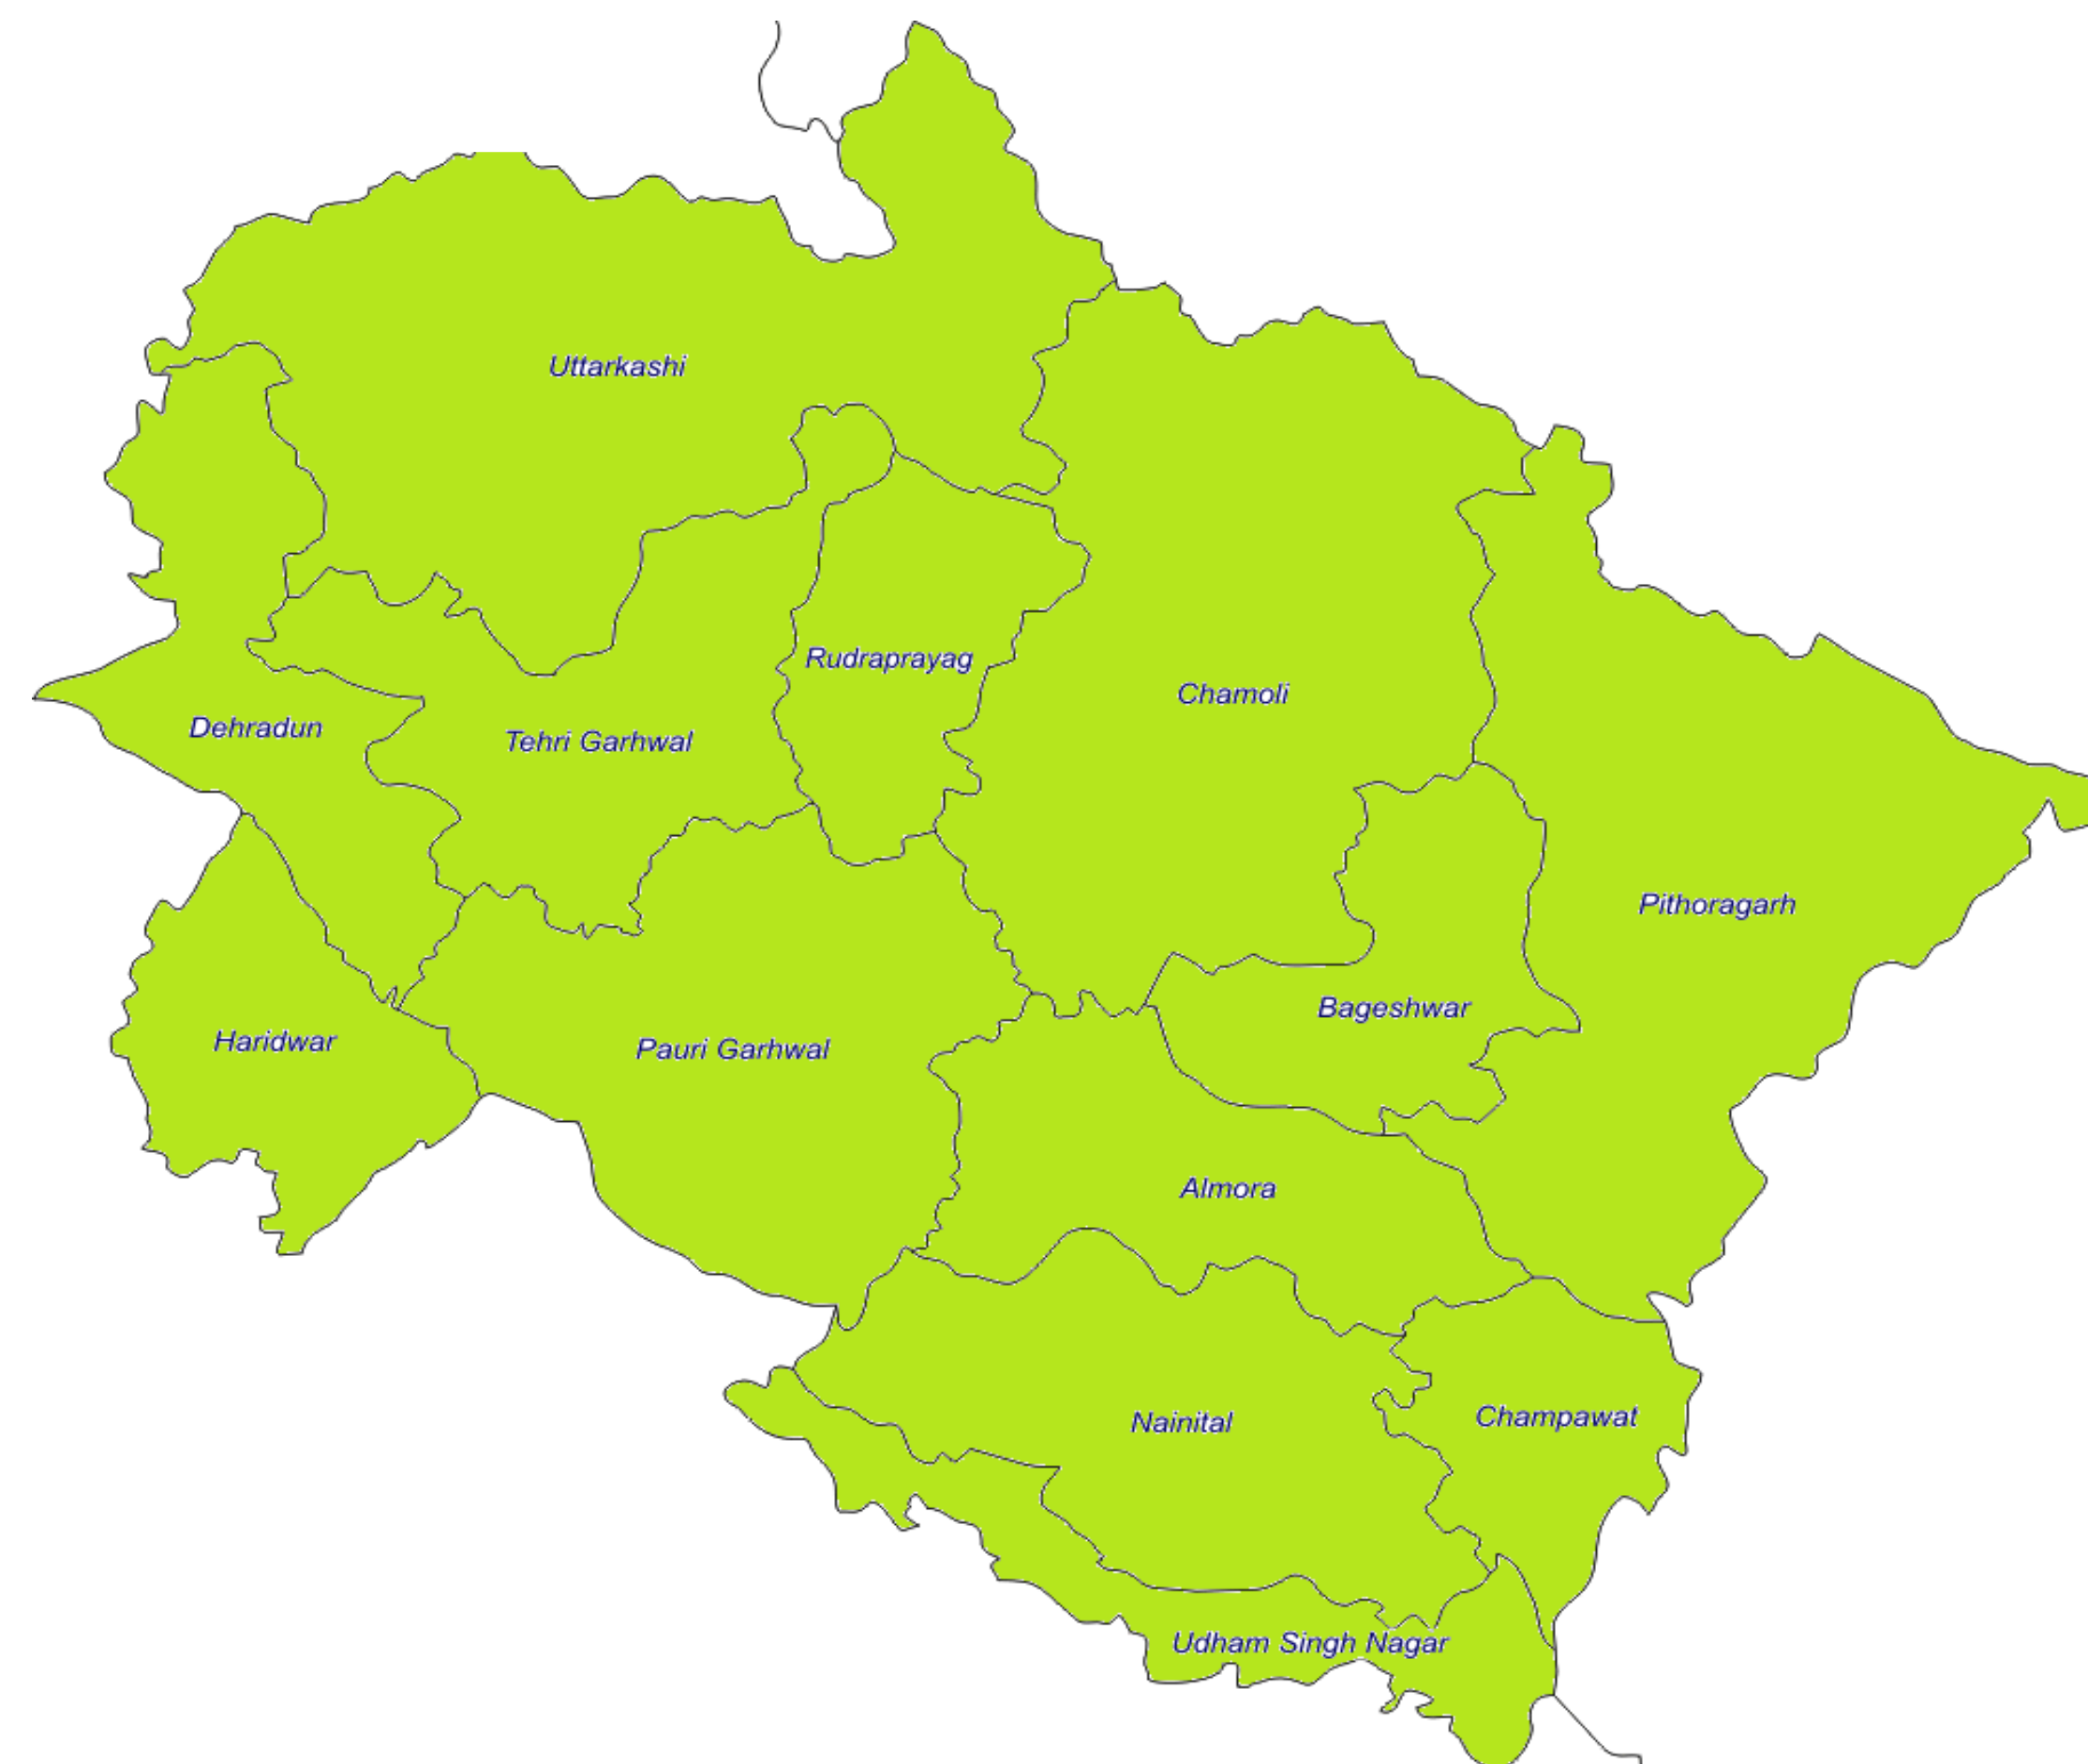 Uttarkashi
Rudraprayag
Chamoli
Dehradun
Tehri Garhwal
Pithoragarh
Bageshwar
Haridwar
Pauri Garhwal
Almora
Champawat
Nainital
Udham Singh Nagar